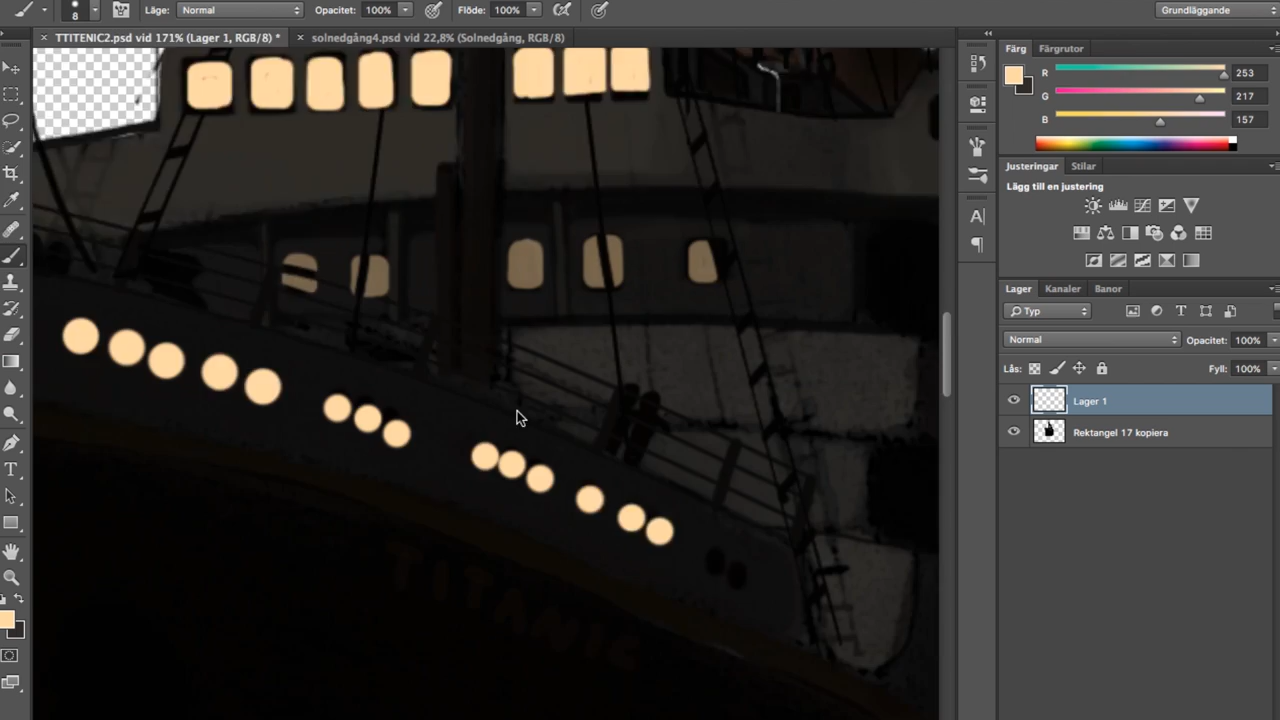 8 Läge: Normal Opacitet: 100% Flöde: 100% Grundläggande
× TTITENIC2.psd vid 171% (Lager 1, RGB/8) * × solnedgång4.psd vid 22,8% (Solnedgång, RGB/8)
Färg Färgrutor
R 253
G 217
B 157
Justeringar Stilar
Lägg till en justering
Lager Kanaler Banor
Typ
Normal Opacitet: 100%
Lås: Fyll: 100%
Lager 1
Rektangel 17 kopiera
TITANIC